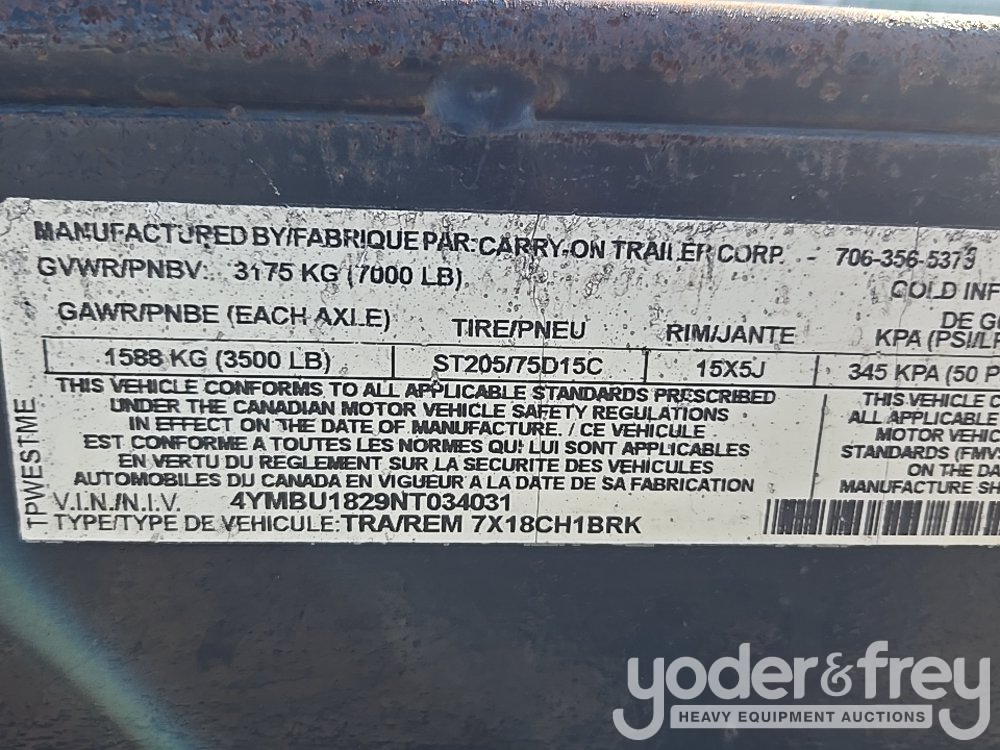 MANUFACTURED BY/FABRIQUE PAR: CARRY-ON TRAILER CORP. - 706-356-5373
GVWR/PNBV: 3175 KG (7000 LB)
COLD INF
GAWR/PNBE (EACH AXLE) TIRE/PNEU RIM/JANTE KPA (PSI/LP
DE G
1588 KG (3500 LB) ST205/75D15C 15X5J 345 KPA (50 P
THIS VEHICLE CONFORMS TO ALL APPLICABLE STANDARDS PRESCRIBED
UNDER THE CANADIAN MOTOR VEHICLE SAFETY REGULATIONS
IN EFFECT ON THE DATE OF MANUFACTURE. / CE VEHICULE
EST CONFORME A TOUTES LES NORMES QUI LUI SONT APPLICABLES
EN VERTU DU REGLEMENT SUR LA SECURITE DES VEHICULES
AUTOMOBILES DU CANADA EN VIGUEUR A LA DATE DE SA FABRICATION
THIS VEHICLE C
ALL APPLICABLE
MOTOR VEHIC
STANDARDS (FMVS
ON THE DA
MANUFACTURE SH
TPWESTME
V.I.N./N.I.V. 4YMBU1829NT034031
TYPE/TYPE DE VEHICULE: TRA/REM 7X18CH1BRK
yoder&frey
HEAVY EQUIPMENT AUCTIONS